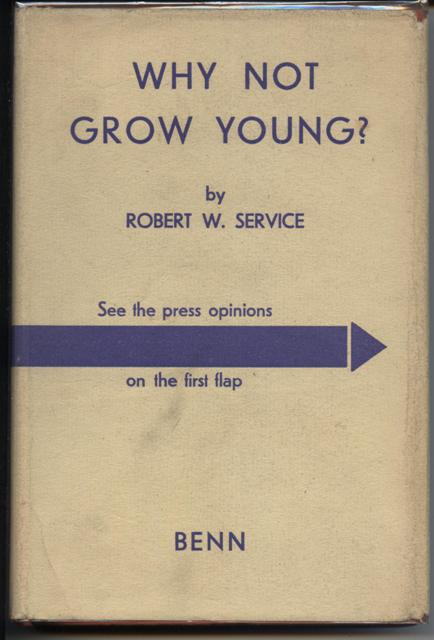 WHY NOT
GROW YOUNG?
by
ROBERT W. SERVICE
See the press opinions
on the first flap
BENN